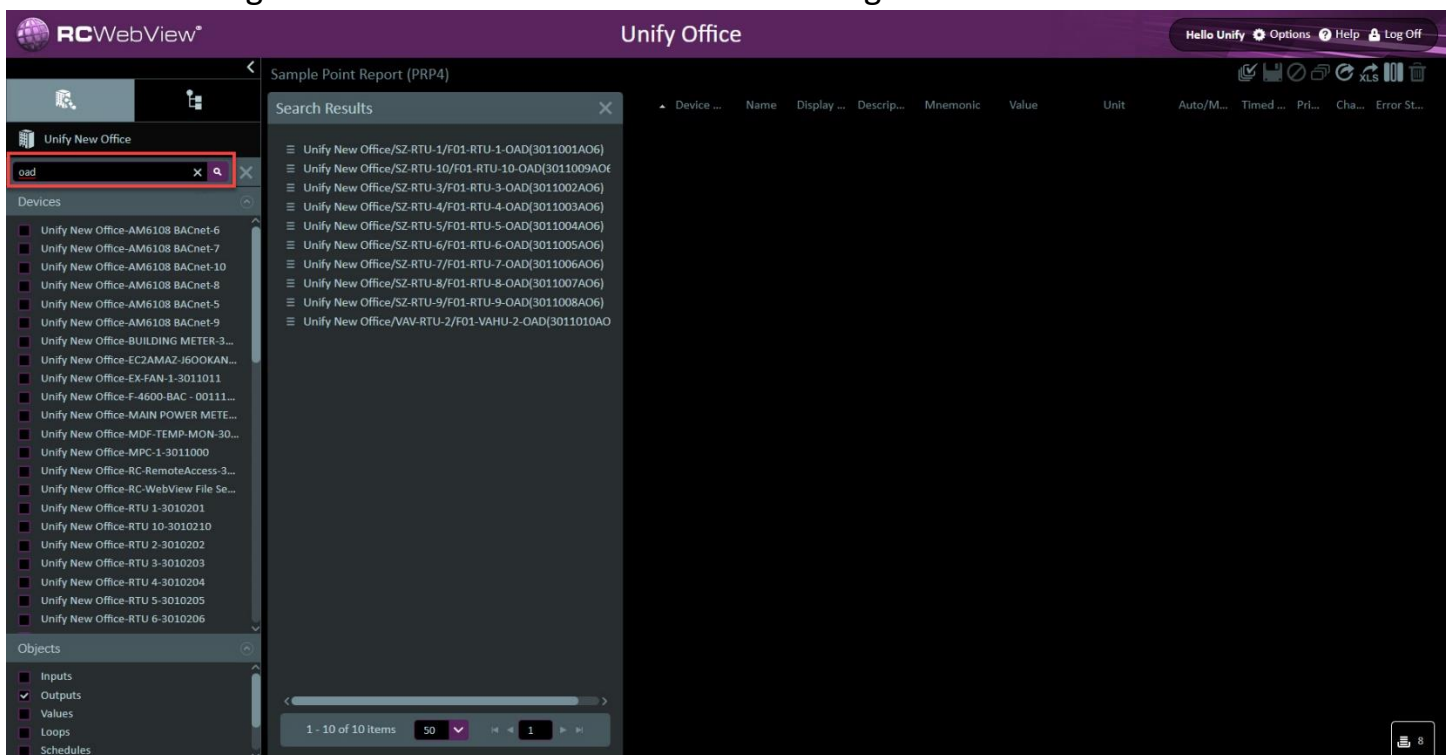 RCWebView®
Unify Office
Hello Unify Options Help Log Off
Sample Point Report (PRP4)
XLS
Unify New Office
oad
Devices
Unify New Office-AM6108 BACnet-6
Unify New Office-AM6108 BACnet-7
Unify New Office-AM6108 BACnet-10
Unify New Office-AM6108 BACnet-8
Unify New Office-AM6108 BACnet-5
Unify New Office-AM6108 BACnet-9
Unify New Office-BUILDING METER-3...
Unify New Office-EC2AMAZ-J6OOKAN...
Unify New Office-EX-FAN-1-3011011
Unify New Office-F-4600-BAC - 00111...
Unify New Office-MAIN POWER METE...
Unify New Office-MDF-TEMP-MON-30...
Unify New Office-MPC-1-3011000
Unify New Office-RC-RemoteAccess-3...
Unify New Office-RC-WebView File Se...
Unify New Office-RTU 1-3010201
Unify New Office-RTU 10-3010210
Unify New Office-RTU 2-3010202
Unify New Office-RTU 3-3010203
Unify New Office-RTU 4-3010204
Unify New Office-RTU 5-3010205
Unify New Office-RTU 6-3010206
Objects
Inputs
Outputs
Values
Loops
Schedules
Search Results
Unify New Office/SZ-RTU-1/F01-RTU-1-OAD(3011001AO6)
Unify New Office/SZ-RTU-10/F01-RTU-10-OAD(3011009AO6
Unify New Office/SZ-RTU-3/F01-RTU-3-OAD(3011002AO6)
Unify New Office/SZ-RTU-4/F01-RTU-4-OAD(3011003AO6)
Unify New Office/SZ-RTU-5/F01-RTU-5-OAD(3011004AO6)
Unify New Office/SZ-RTU-6/F01-RTU-6-OAD(3011005AO6)
Unify New Office/SZ-RTU-7/F01-RTU-7-OAD(3011006AO6)
Unify New Office/SZ-RTU-8/F01-RTU-8-OAD(3011007AO6)
Unify New Office/SZ-RTU-9/F01-RTU-9-OAD(3011008AO6)
Unify New Office/VAV-RTU-2/F01-VAHU-2-OAD(3011010AO
1 - 10 of 10 items 50 1
Device ... Name Display ... Descrip... Mnemonic Value Unit Auto/M... Timed ... Pri... Cha... Error St...
8